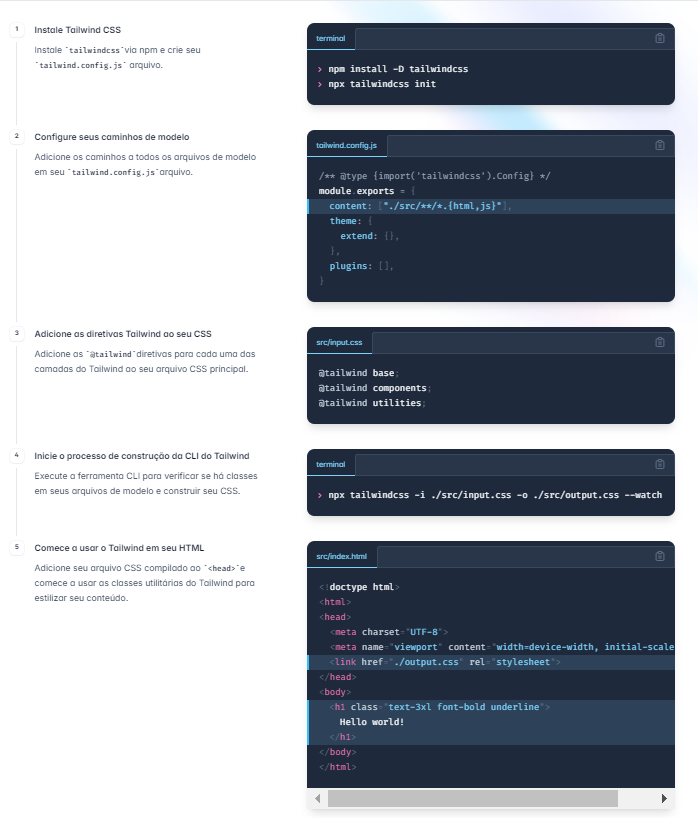 1
Instale Tailwind CSS
Instale `tailwindcss`via npm e crie seu
`tailwind.config.js` arquivo.
terminal
› npm install -D tailwindcss
› npx tailwindcss init
2
Configure seus caminhos de modelo
Adicione os caminhos a todos os arquivos de modelo
em seu `tailwind.config.js`arquivo.
tailwind.config.js
/** @type {import('tailwindcss').Config} */
module.exports = {
content: ["./src/**/*.{html,js}"],
theme: {
extend: {},
},
plugins: [],
}
3
Adicione as diretivas Tailwind ao seu CSS
Adicione as `@tailwind`diretivas para cada uma das
camadas do Tailwind ao seu arquivo CSS principal.
src/input.css
@tailwind base;
@tailwind components;
@tailwind utilities;
4
Inicie o processo de construção da CLI do Tailwind
Execute a ferramenta CLI para verificar se há classes
em seus arquivos de modelo e construir seu CSS.
terminal
› npx tailwindcss -i ./src/input.css -o ./src/output.css --watch
5
Comece a usar o Tailwind em seu HTML
Adicione seu arquivo CSS compilado ao `<head>`e
comece a usar as classes utilitárias do Tailwind para
estilizar seu conteúdo.
src/index.html
<!doctype html>
<html>
<head>
<meta charset="UTF-8">
<meta name="viewport" content="width=device-width, initial-scale
<link href="./output.css" rel="stylesheet">
</head>
<body>
<h1 class="text-3xl font-bold underline">
Hello world!
</h1>
</body>
</html>